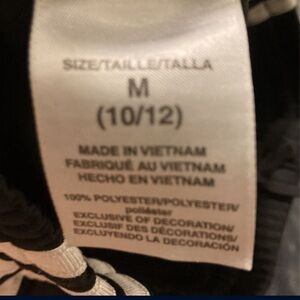 SIZE/TAILLE/TALLA
M
(10/12)
MADE IN VIETNAM
FABRIQUÉ AU VIETNAM
HECHO EN VIETNAM
100% POLYESTER/POLYESTER/
poliéster
EXCLUSIVE OF DECORATION/
EXCLUSIF DES DÉCORATIONS/
EXCLUYENDO LA DECORACIÓN